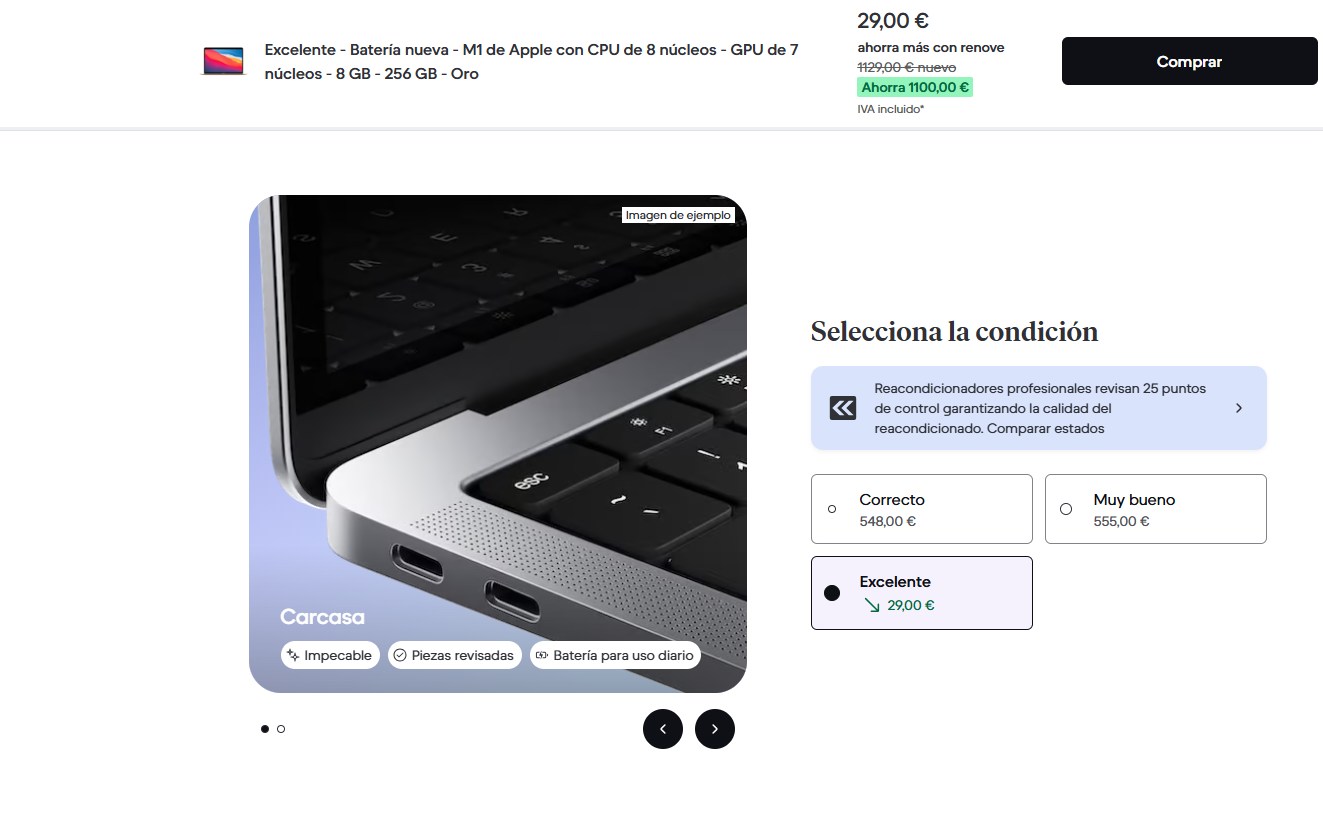 Excelente - Batería nueva - M1 de Apple con CPU de 8 núcleos - GPU de 7
núcleos - 8 GB - 256 GB - Oro
29,00 €
ahorra más con renove
1129,00 € nuevo
Ahorra 1100,00 €
IVA incluido*
Comprar
Imagen de ejemplo
esc
F1
Carcasa
Impecable
Piezas revisadas
Batería para uso diario
Selecciona la condición
Reacondicionadores profesionales revisan 25 puntos
de control garantizando la calidad del
reacondicionado. Comparar estados
Correcto
548,00 €
Muy bueno
555,00 €
Excelente
29,00 €